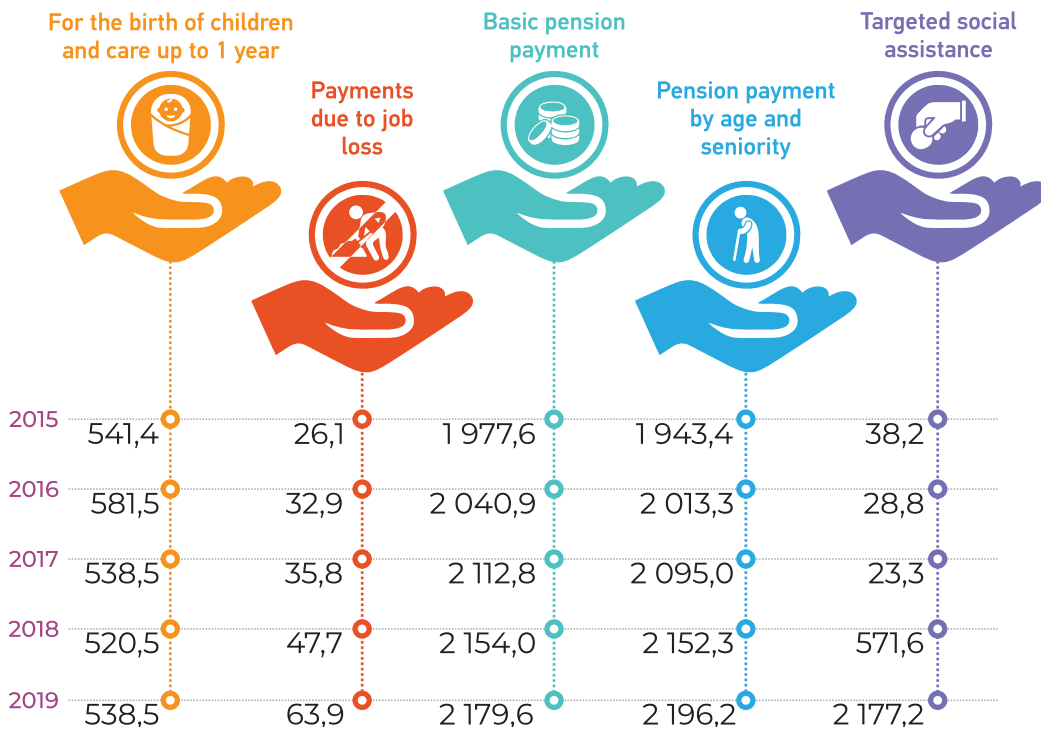 For the birth of children
and care up to 1 year
Payments
due to job
loss
Basic pension
payment
Pension payment
by age and
seniority
Targeted social
assistance
2015 541,4 26,1 1 977,6 1 943,4 38,2
2016 581,5 32,9 2 040,9 2 013,3 28,8
2017 538,5 35,8 2 112,8 2 095,0 23,3
2018 520,5 47,7 2 154,0 2 152,3 571,6
2019 538,5 63,9 2 179,6 2 196,2 2 177,2